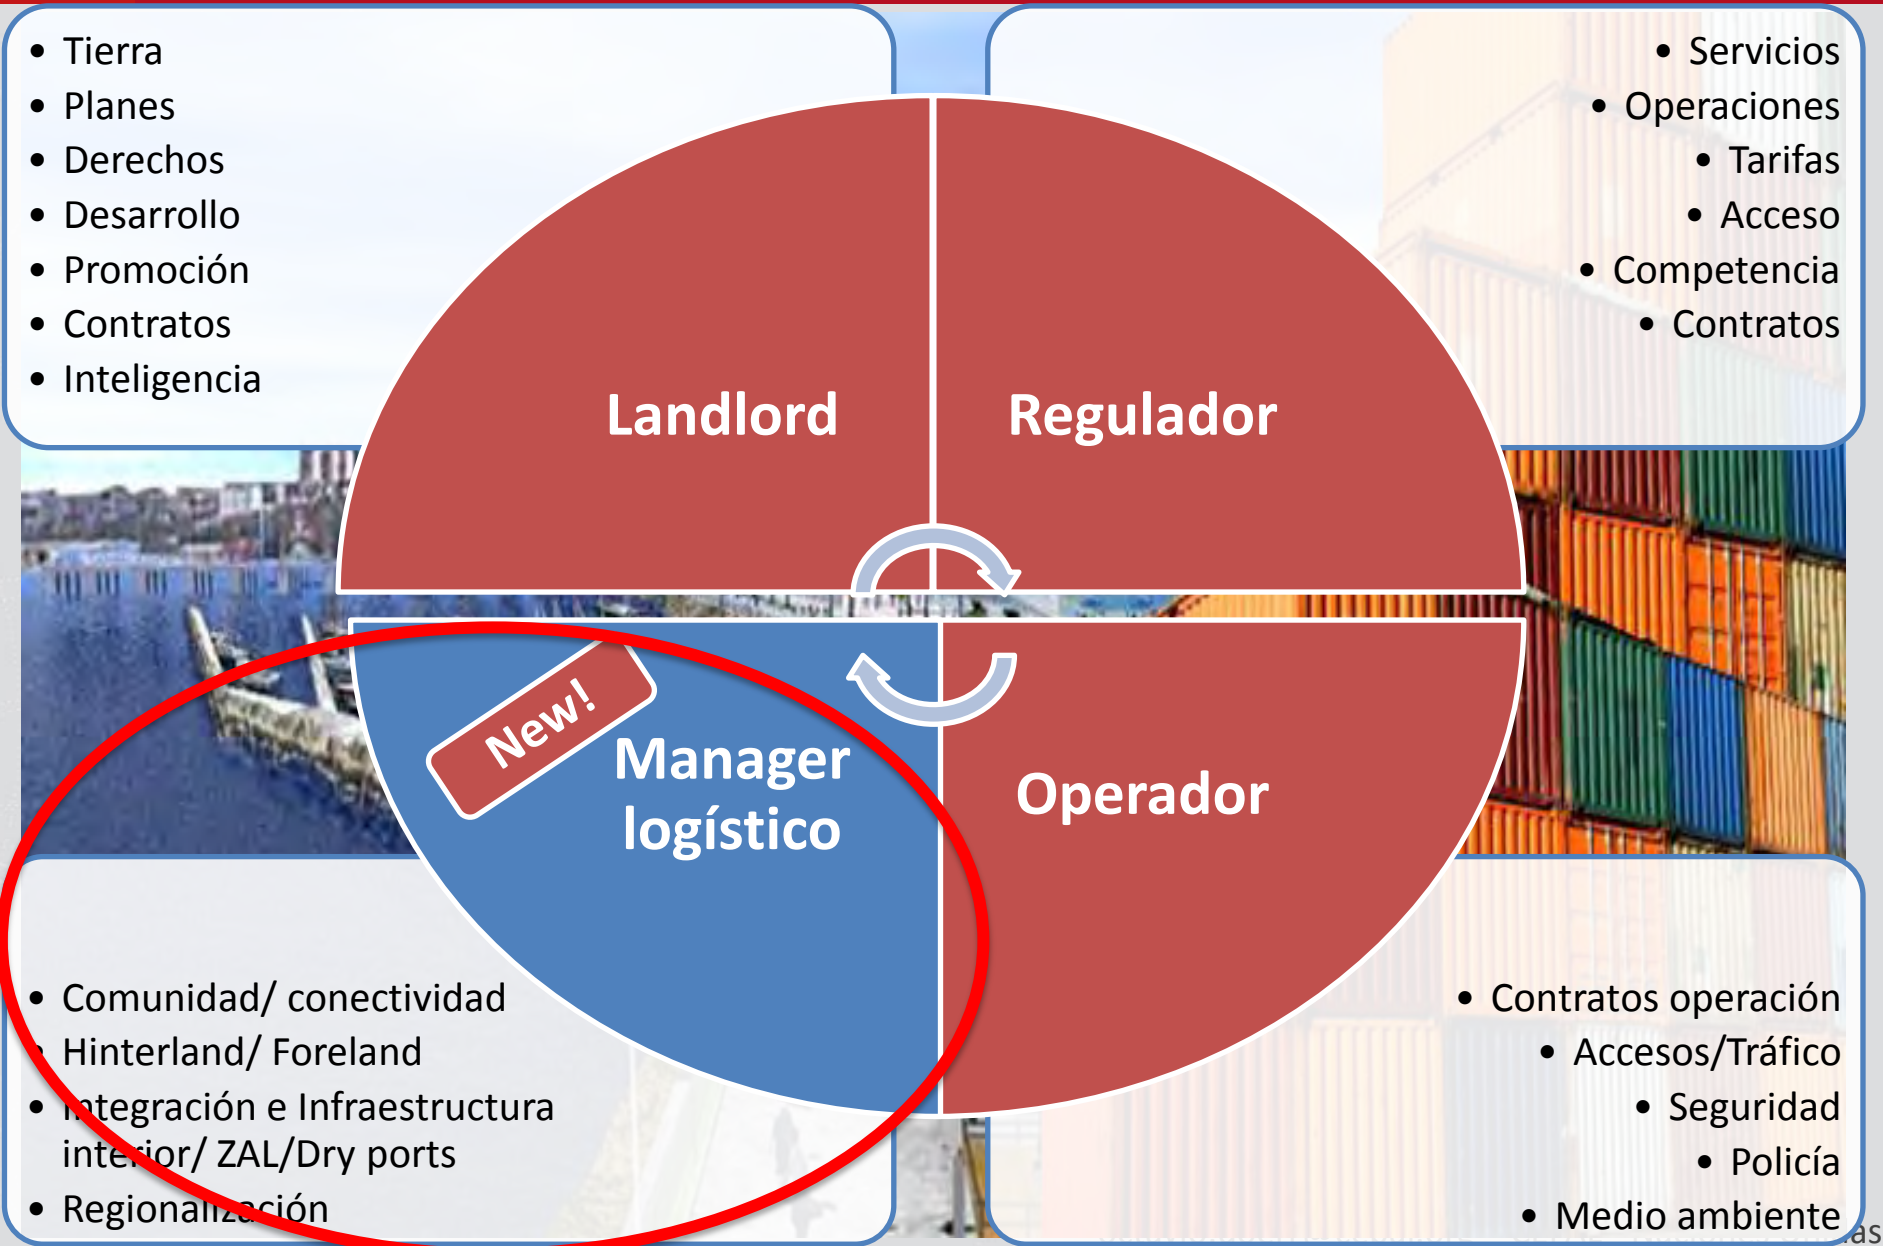 • Tierra
• Planes
• Derechos
• Desarrollo
• Promoción
• Contratos
• Inteligencia
• Servicios
• Operaciones
• Tarifas
• Acceso
• Competencia
• Contratos
Landlord
Regulador
New!
Manager
logístico
Operador
• Comunidad/ conectividad
• Hinterland/ Foreland
• Integración e Infraestructura
interior/ ZAL/Dry ports
• Regionalización
• Contratos operación
• Accesos/Tráfico
• Seguridad
• Policía
• Medio ambiente